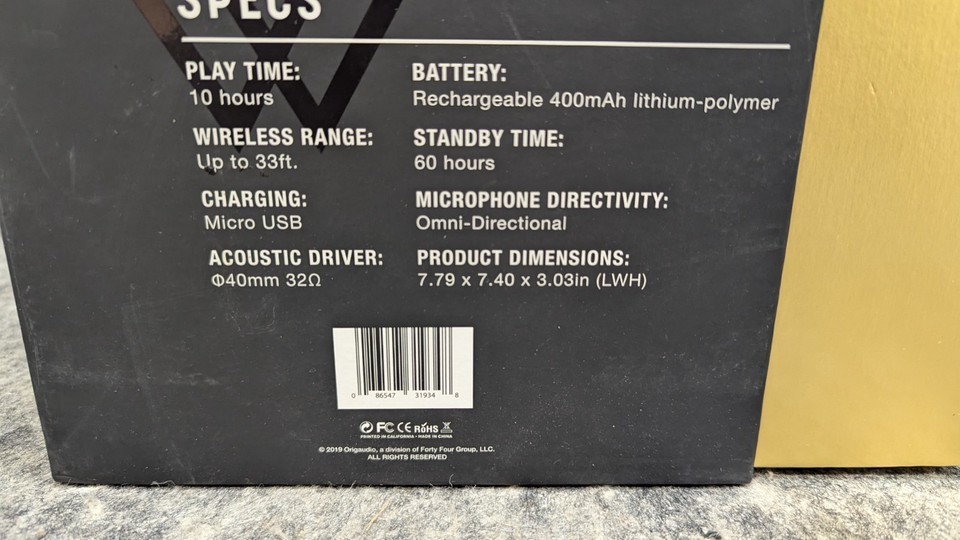 SPECS
PLAY TIME:
10 hours
BATTERY:
Rechargeable 400mAh lithium-polymer
WIRELESS RANGE:
Up to 33ft.
STANDBY TIME:
60 hours
CHARGING:
Micro USB
MICROPHONE DIRECTIVITY:
Omni-Directional
ACOUSTIC DRIVER:
Φ40mm 32Ω
PRODUCT DIMENSIONS:
7.79 x 7.40 x 3.03in (LWH)
0 86547 31934 8
FC CE RoHS
PRINTED IN CALIFORNIA • MADE IN CHINA
© 2019 Origaudio, a division of Forty Four Group, LLC.
ALL RIGHTS RESERVED